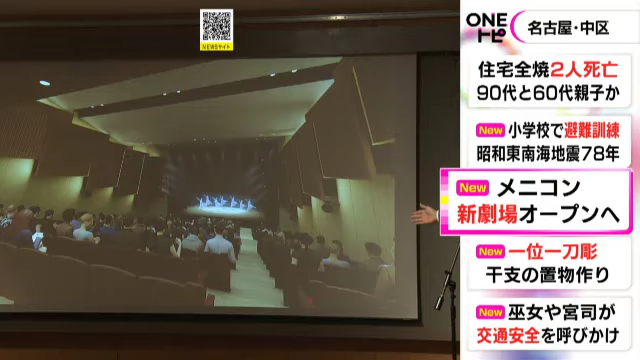 NEWSサイト
ONE
トピ
名古屋・中区
住宅全焼2人死亡
90代と60代親子か
New 小学校で避難訓練
昭和東南海地震78年
New メニコン
新劇場オープンへ
New 一位一刀彫
干支の置物作り
New 巫女や宮司が
交通安全を呼びかけ